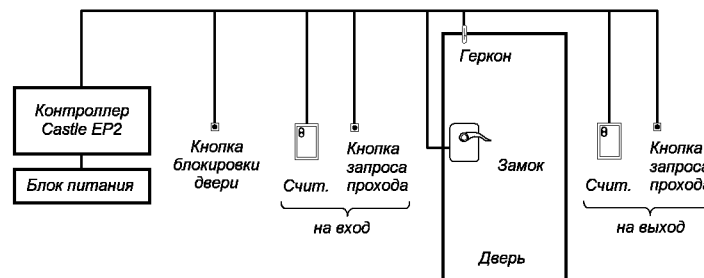 Контроллер
Castle EP2
Блок питания
Кнопка
блокировки
двери
Счит.
Кнопка
запроса
прохода
на вход
Геркон
Замок
Дверь
Счит.
Кнопка
запроса
прохода
на выход